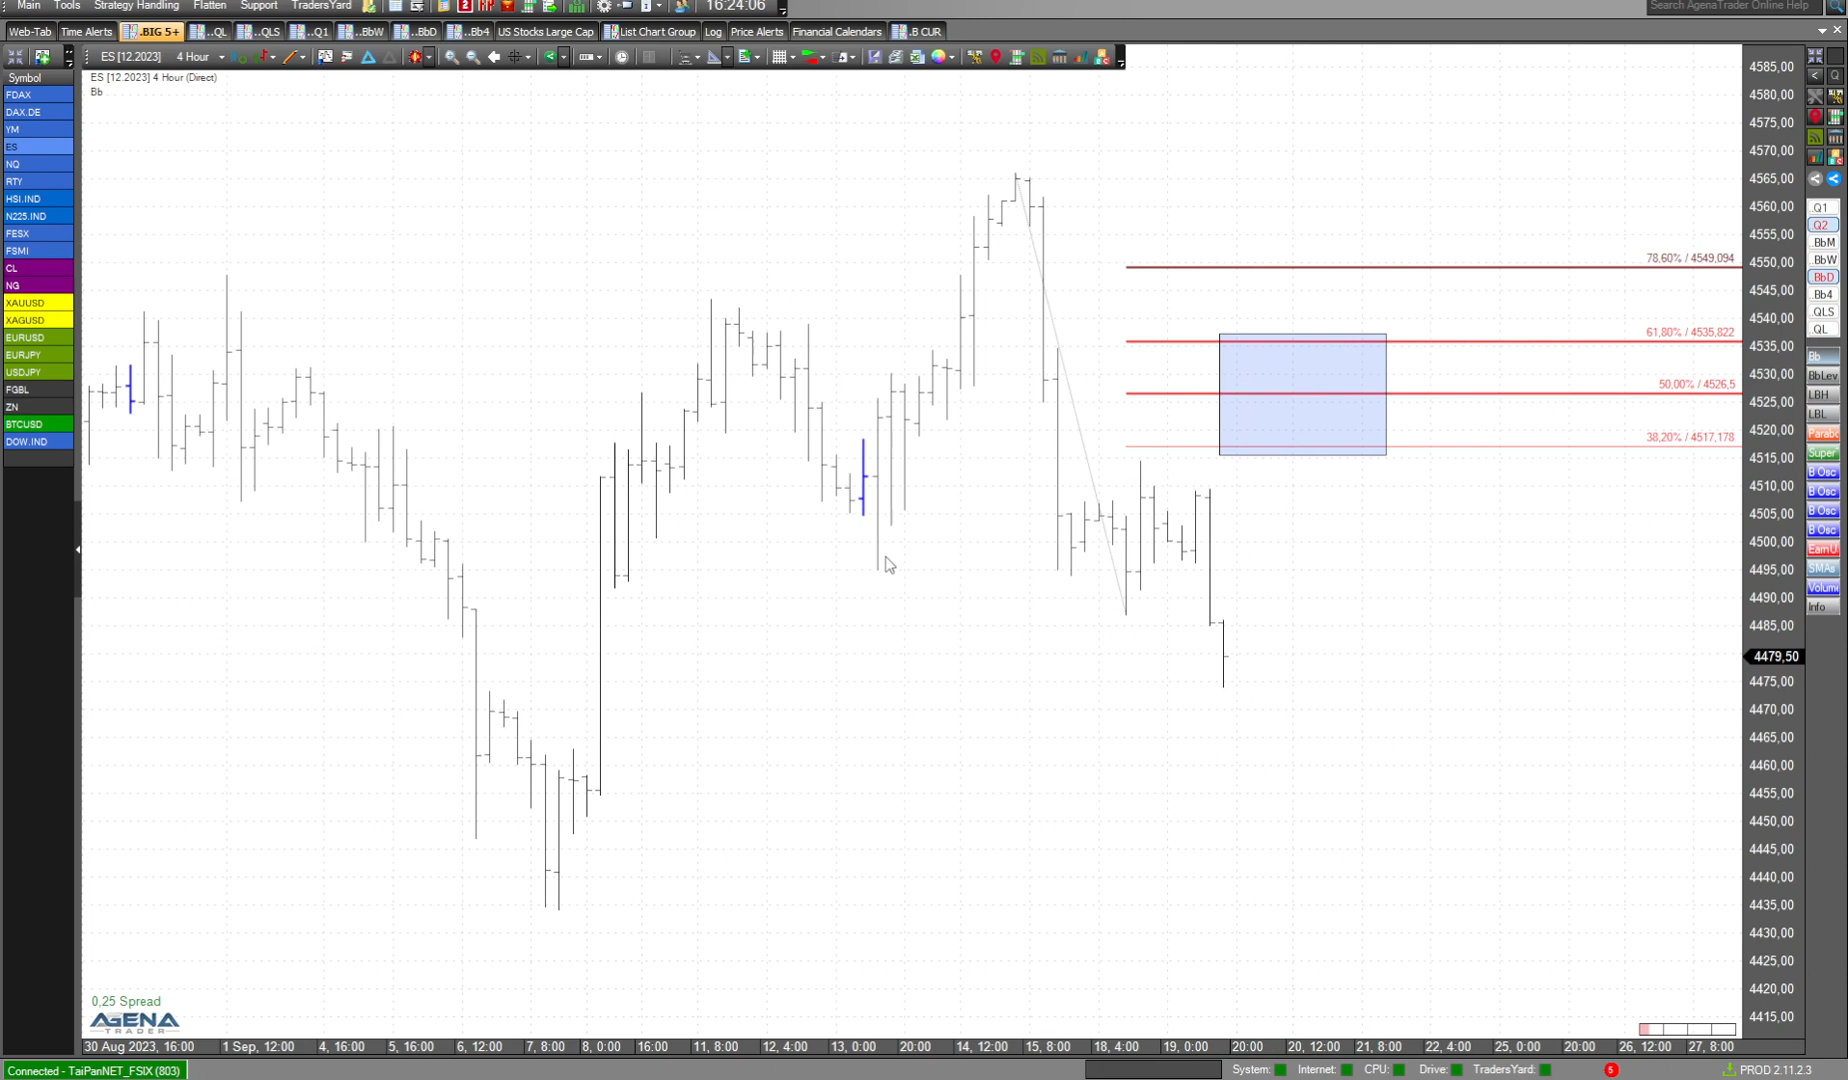 Main Tools Strategy Handling Flatten Support TradersYard 16:24:06 Search AgenaTrader Online Help
Web-Tab Time Alerts .BIG 5+ ..QL ..QLS ..Q1 ..BbW ..BbD ..Bb4 US Stocks Large Cap List Chart Group Log Price Alerts Financial Calendars .B CUR
ES [12.2023] 4 Hour
Symbol
FDAX
DAX.DE
YM
ES
NQ
RTY
HSI.IND
N225.IND
FESX
FSMI
CL
NG
XAUUSD
XAGUSD
EURUSD
EURJPY
USDJPY
FGBL
ZN
BTCUSD
DOW.IND
ES [12.2023] 4 Hour (Direct)
Bb
78,60% / 4549,094
61,80% / 4535,822
50,00% / 4526,5
38,20% / 4517,178
4585,00
4580,00
4575,00
4570,00
4565,00
4560,00
4555,00
4550,00
4545,00
4540,00
4535,00
4530,00
4525,00
4520,00
4515,00
4510,00
4505,00
4500,00
4495,00
4490,00
4485,00
4479,50
4475,00
4470,00
4465,00
4460,00
4455,00
4450,00
4445,00
4440,00
4435,00
4430,00
4425,00
4420,00
4415,00
..Q1
Q2
..BbM
..BbW
BbD
..Bb4
..QLS
..QL
Bb
BbLev
LBH
LBL
Parabo
Super
B Osc
B Osc
B Osc
B Osc
EarnU
SMAs
Volum
Info
0,25 Spread
AGENA
TRADER
30 Aug 2023, 16:00 1 Sep, 12:00 4, 16:00 5, 16:00 6, 12:00 7, 8:00 8, 0:00 16:00 11, 8:00 12, 4:00 13, 0:00 20:00 14, 12:00 15, 8:00 18, 4:00 19, 0:00 20:00 20, 12:00 21, 8:00 22, 4:00 25, 0:00 20:00 26, 12:00 27, 8:00
Connected - TaiPanNET_FSIX (803) System: Internet: CPU: Drive: TradersYard: 5 PROD 2.11.2.3